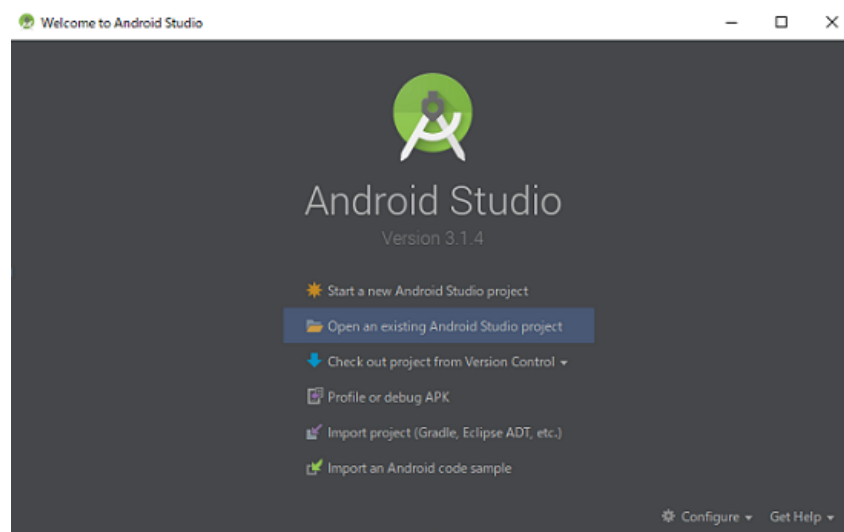 Welcome to Android Studio
Android Studio
Version 3.1.4
Start a new Android Studio project
Open an existing Android Studio project
Check out project from Version Control
Profile or debug APK
Import project (Gradle, Eclipse ADT, etc.)
Import an Android code sample
Configure Get Help